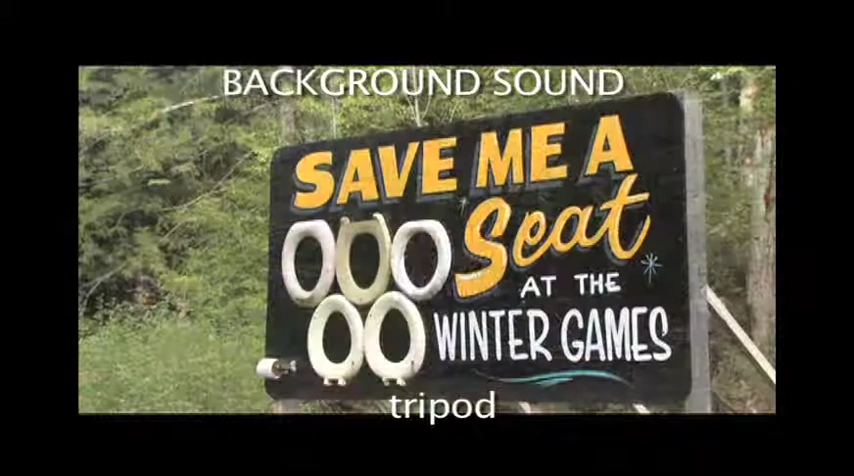 BACKGROUND SOUND
SAVE ME A
Seat
AT THE
WINTER GAMES
tripod